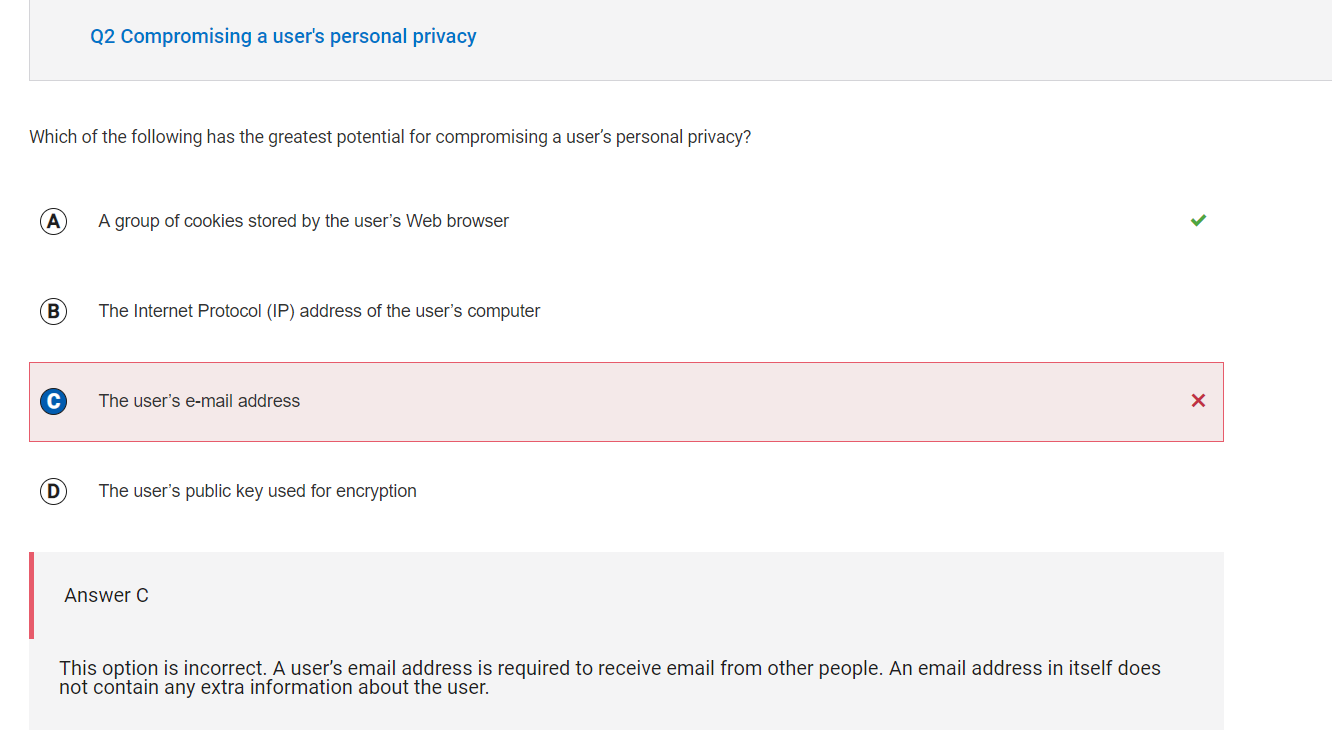 Q2 Compromising a user's personal privacy
Which of the following has the greatest potential for compromising a user’s personal privacy?
A A group of cookies stored by the user’s Web browser
B The Internet Protocol (IP) address of the user’s computer
C The user’s e-mail address
D The user’s public key used for encryption
Answer C
This option is incorrect. A user’s email address is required to receive email from other people. An email address in itself does
not contain any extra information about the user.